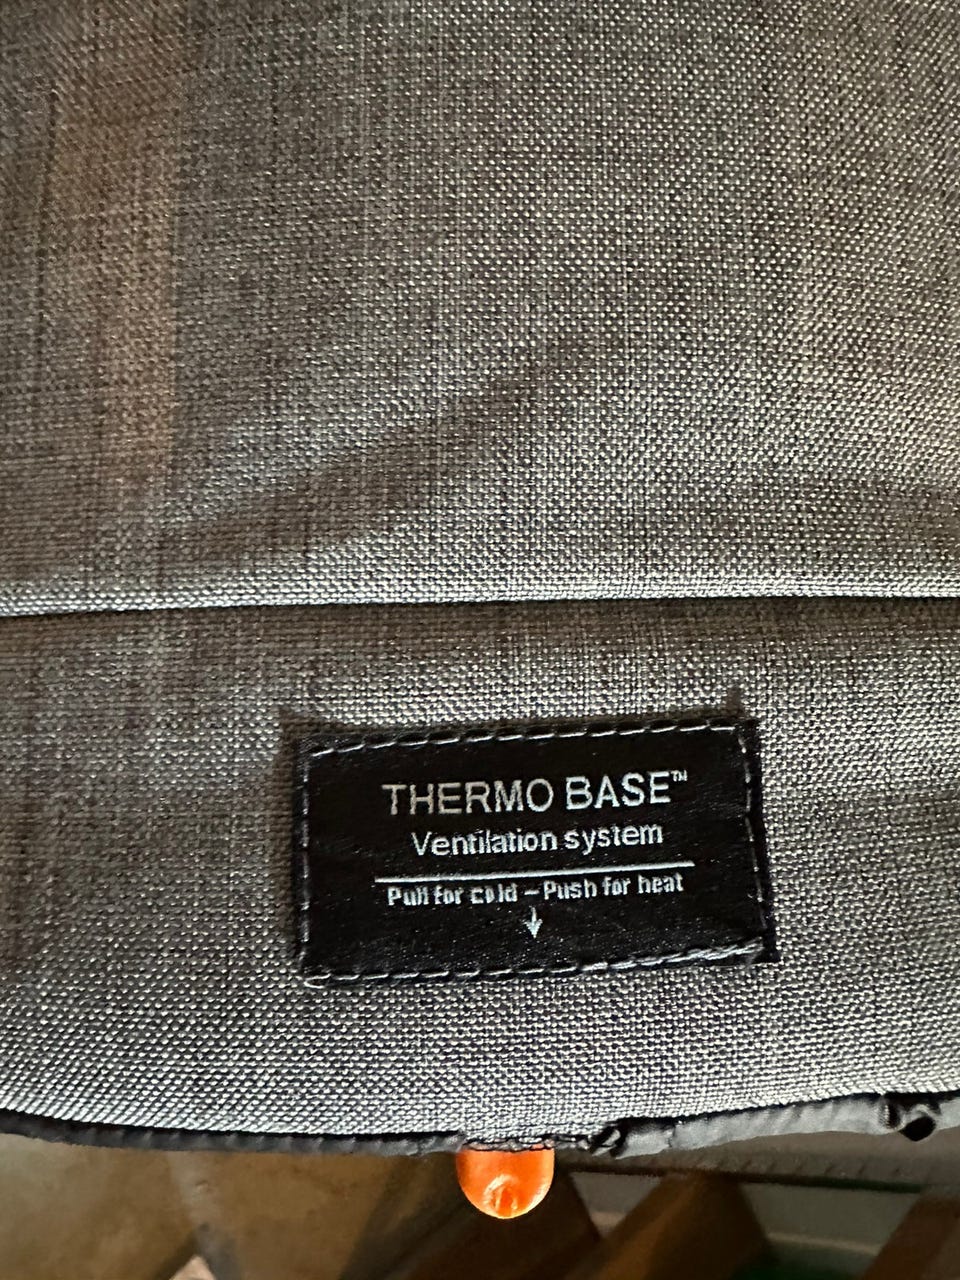 THERMO BASE™
Ventilation system
Pull for cold – Push for heat